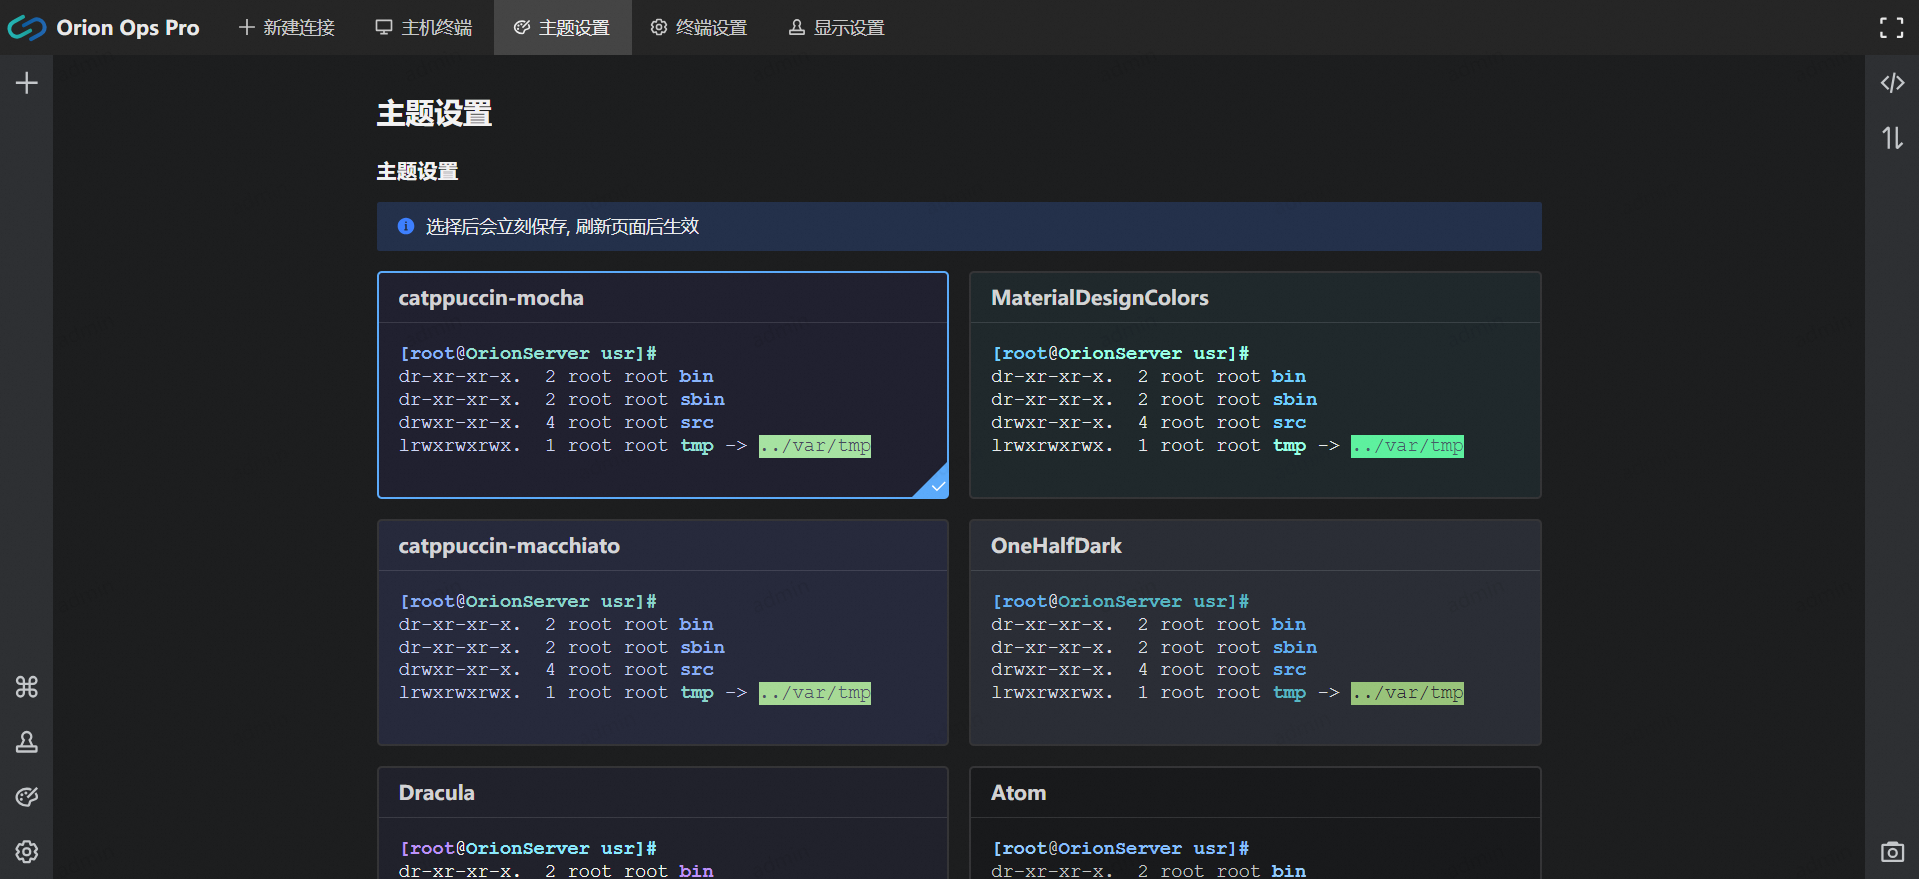 Orion Ops Pro
新建连接
主机终端
主题设置
终端设置
显示设置
主题设置
主题设置
选择后会立刻保存, 刷新页面后生效
catppuccin-mocha
[root@OrionServer usr]#
dr-xr-xr-x. 2 root root bin
dr-xr-xr-x. 2 root root sbin
drwxr-xr-x. 4 root root src
lrwxrwxrwx. 1 root root tmp -> ../var/tmp
MaterialDesignColors
[root@OrionServer usr]#
dr-xr-xr-x. 2 root root bin
dr-xr-xr-x. 2 root root sbin
drwxr-xr-x. 4 root root src
lrwxrwxrwx. 1 root root tmp -> ../var/tmp
catppuccin-macchiato
[root@OrionServer usr]#
dr-xr-xr-x. 2 root root bin
dr-xr-xr-x. 2 root root sbin
drwxr-xr-x. 4 root root src
lrwxrwxrwx. 1 root root tmp -> ../var/tmp
OneHalfDark
[root@OrionServer usr]#
dr-xr-xr-x. 2 root root bin
dr-xr-xr-x. 2 root root sbin
drwxr-xr-x. 4 root root src
lrwxrwxrwx. 1 root root tmp -> ../var/tmp
Dracula
[root@OrionServer usr]#
dr-xr-xr-x. 2 root root bin
Atom
[root@OrionServer usr]#
dr-xr-xr-x. 2 root root bin